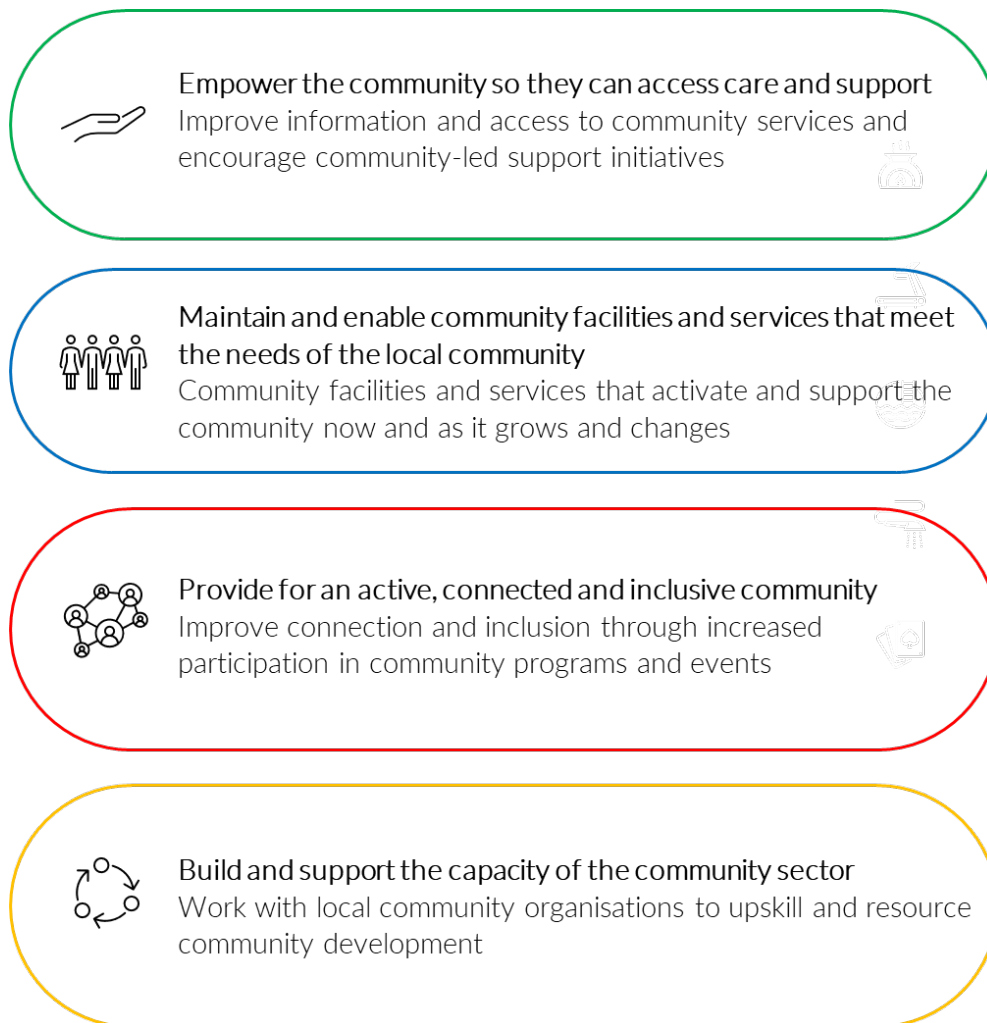 Empower the community so they can access care and support
Improve information and access to community services and
encourage community-led support initiatives
Maintain and enable community facilities and services that meet
the needs of the local community
Community facilities and services that activate and support the
community now and as it grows and changes
Provide for an active, connected and inclusive community
Improve connection and inclusion through increased
participation in community programs and events
Build and support the capacity of the community sector
Work with local community organisations to upskill and resource
community development